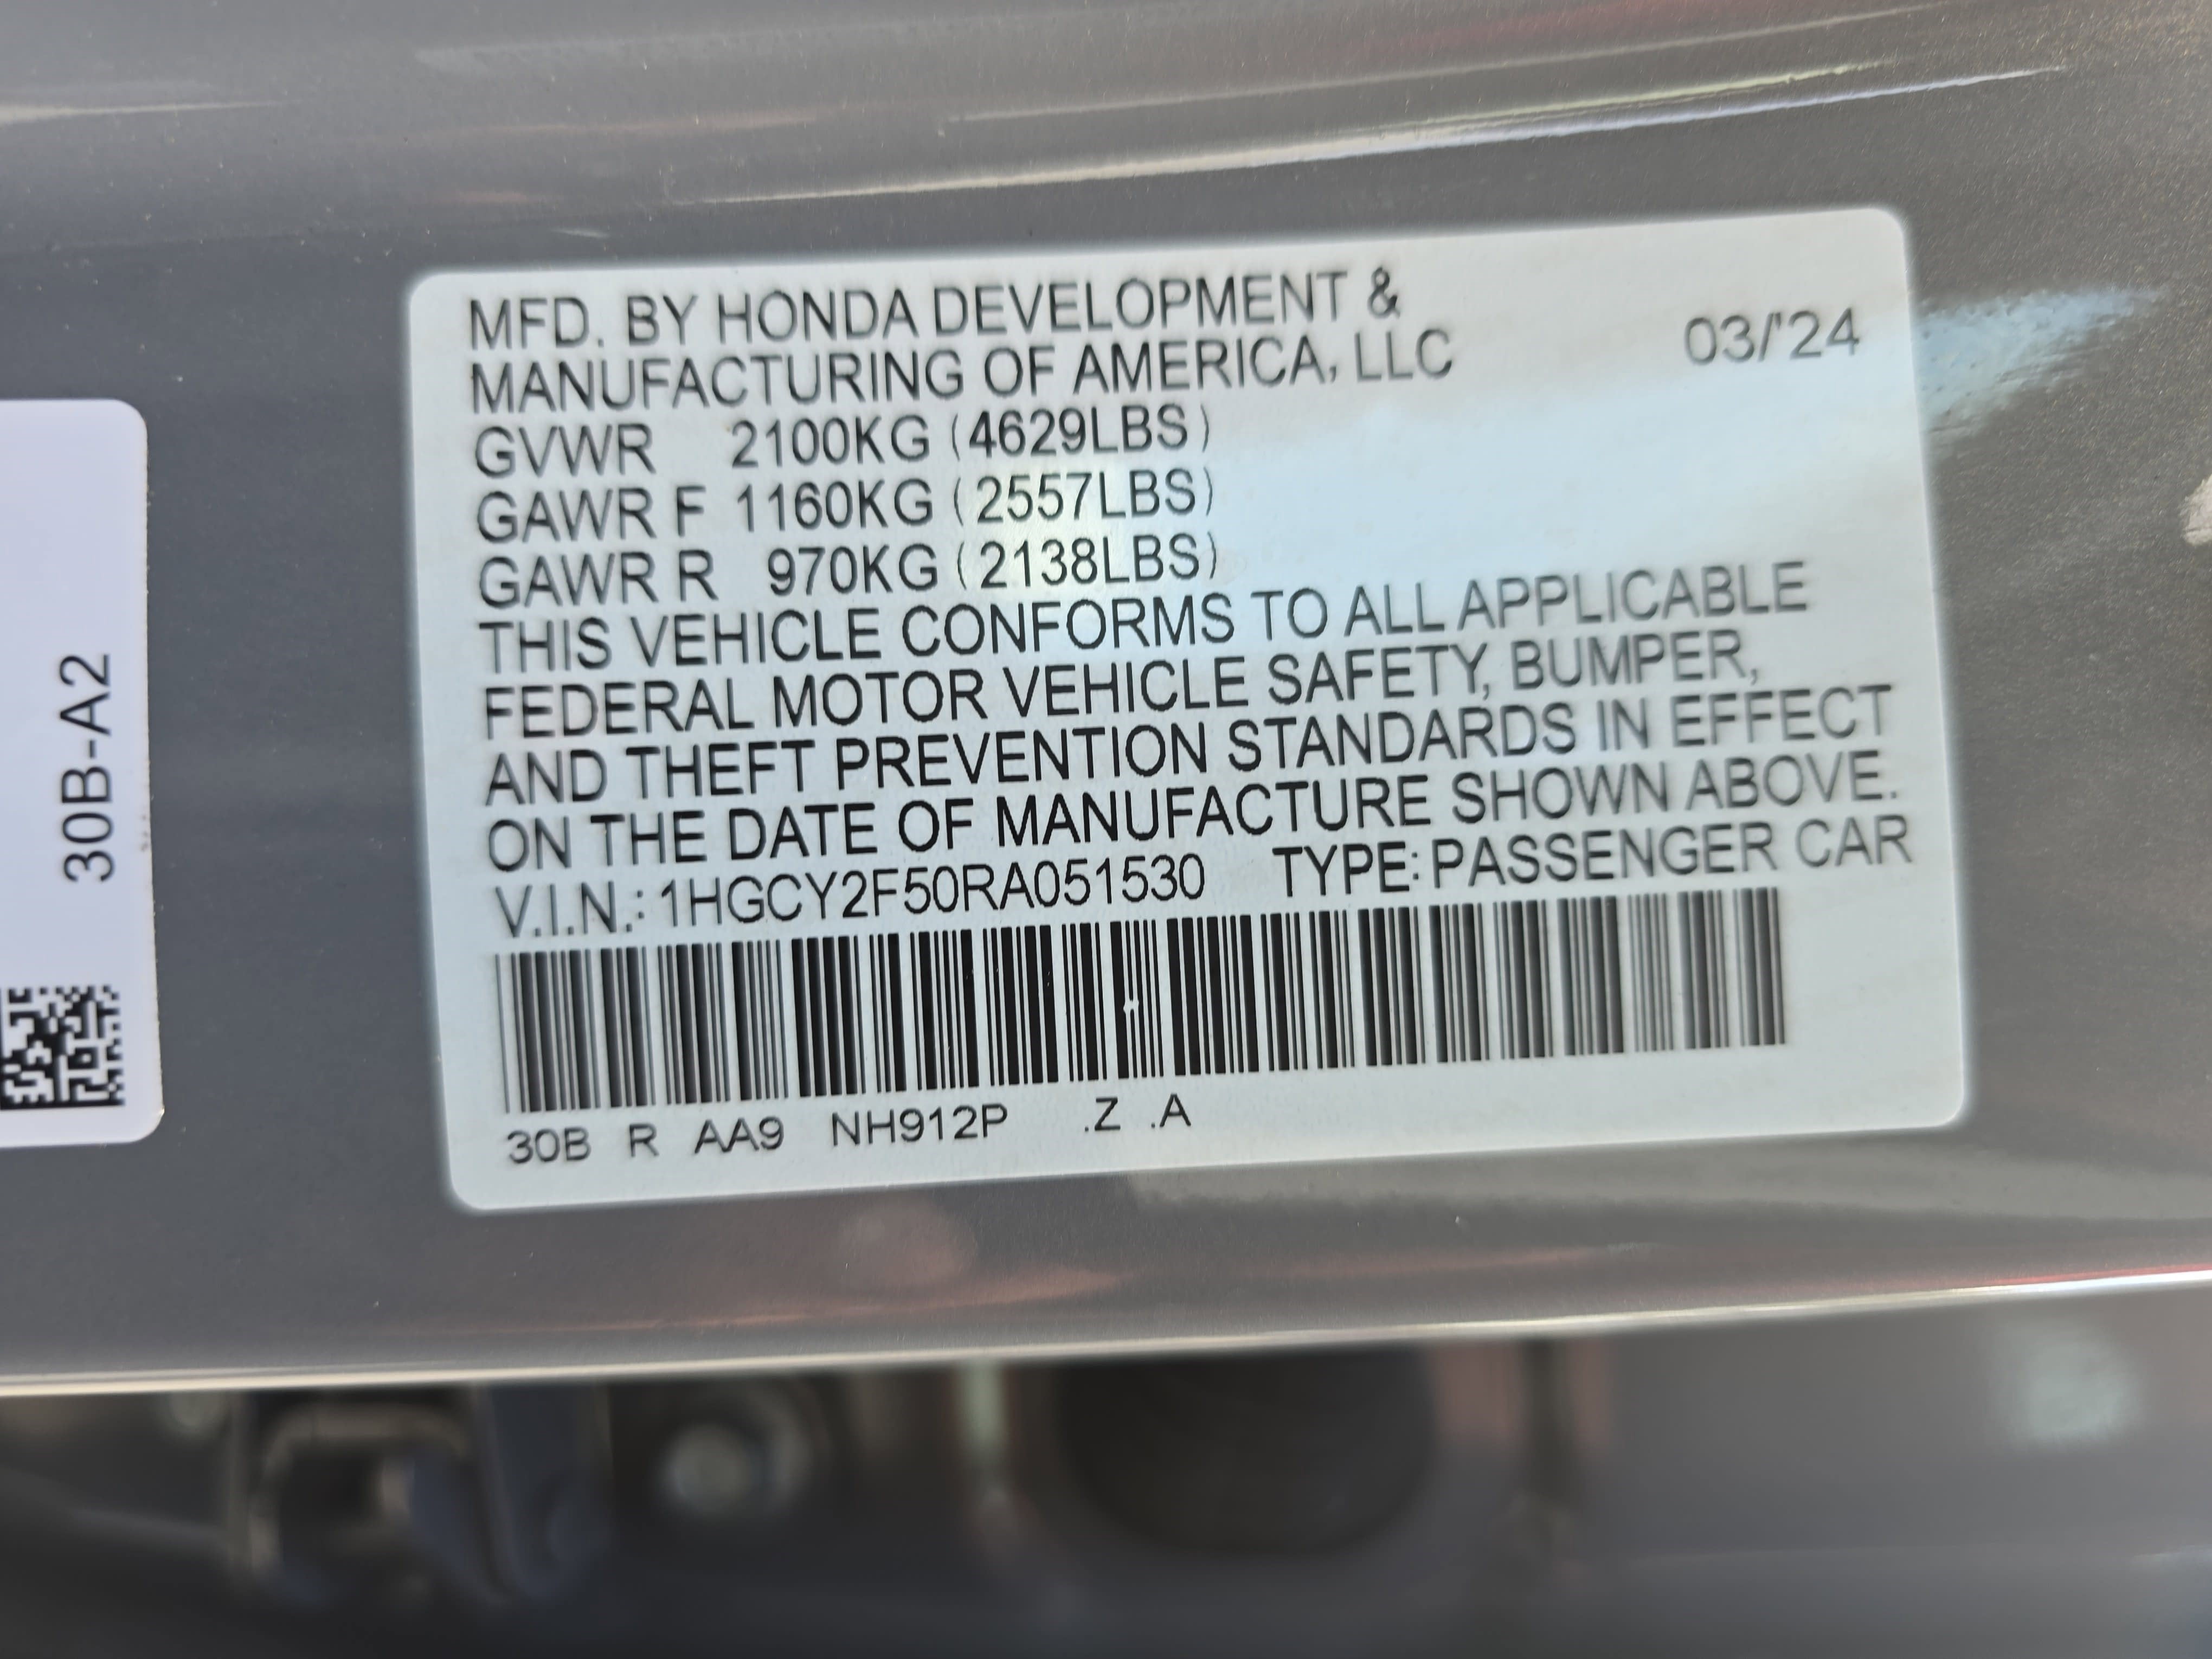 MFD. BY HONDA DEVELOPMENT &
MANUFACTURING OF AMERICA, LLC 03/'24
GVWR 2100KG (4629LBS)
GAWR F 1160KG (2557LBS)
GAWR R 970KG (2138LBS)
THIS VEHICLE CONFORMS TO ALL APPLICABLE
FEDERAL MOTOR VEHICLE SAFETY, BUMPER,
AND THEFT PREVENTION STANDARDS IN EFFECT
ON THE DATE OF MANUFACTURE SHOWN ABOVE.
V.I.N.: 1HGCY2F50RA051530 TYPE: PASSENGER CAR
30B R AA9 NH912P .Z .A
30B-A2